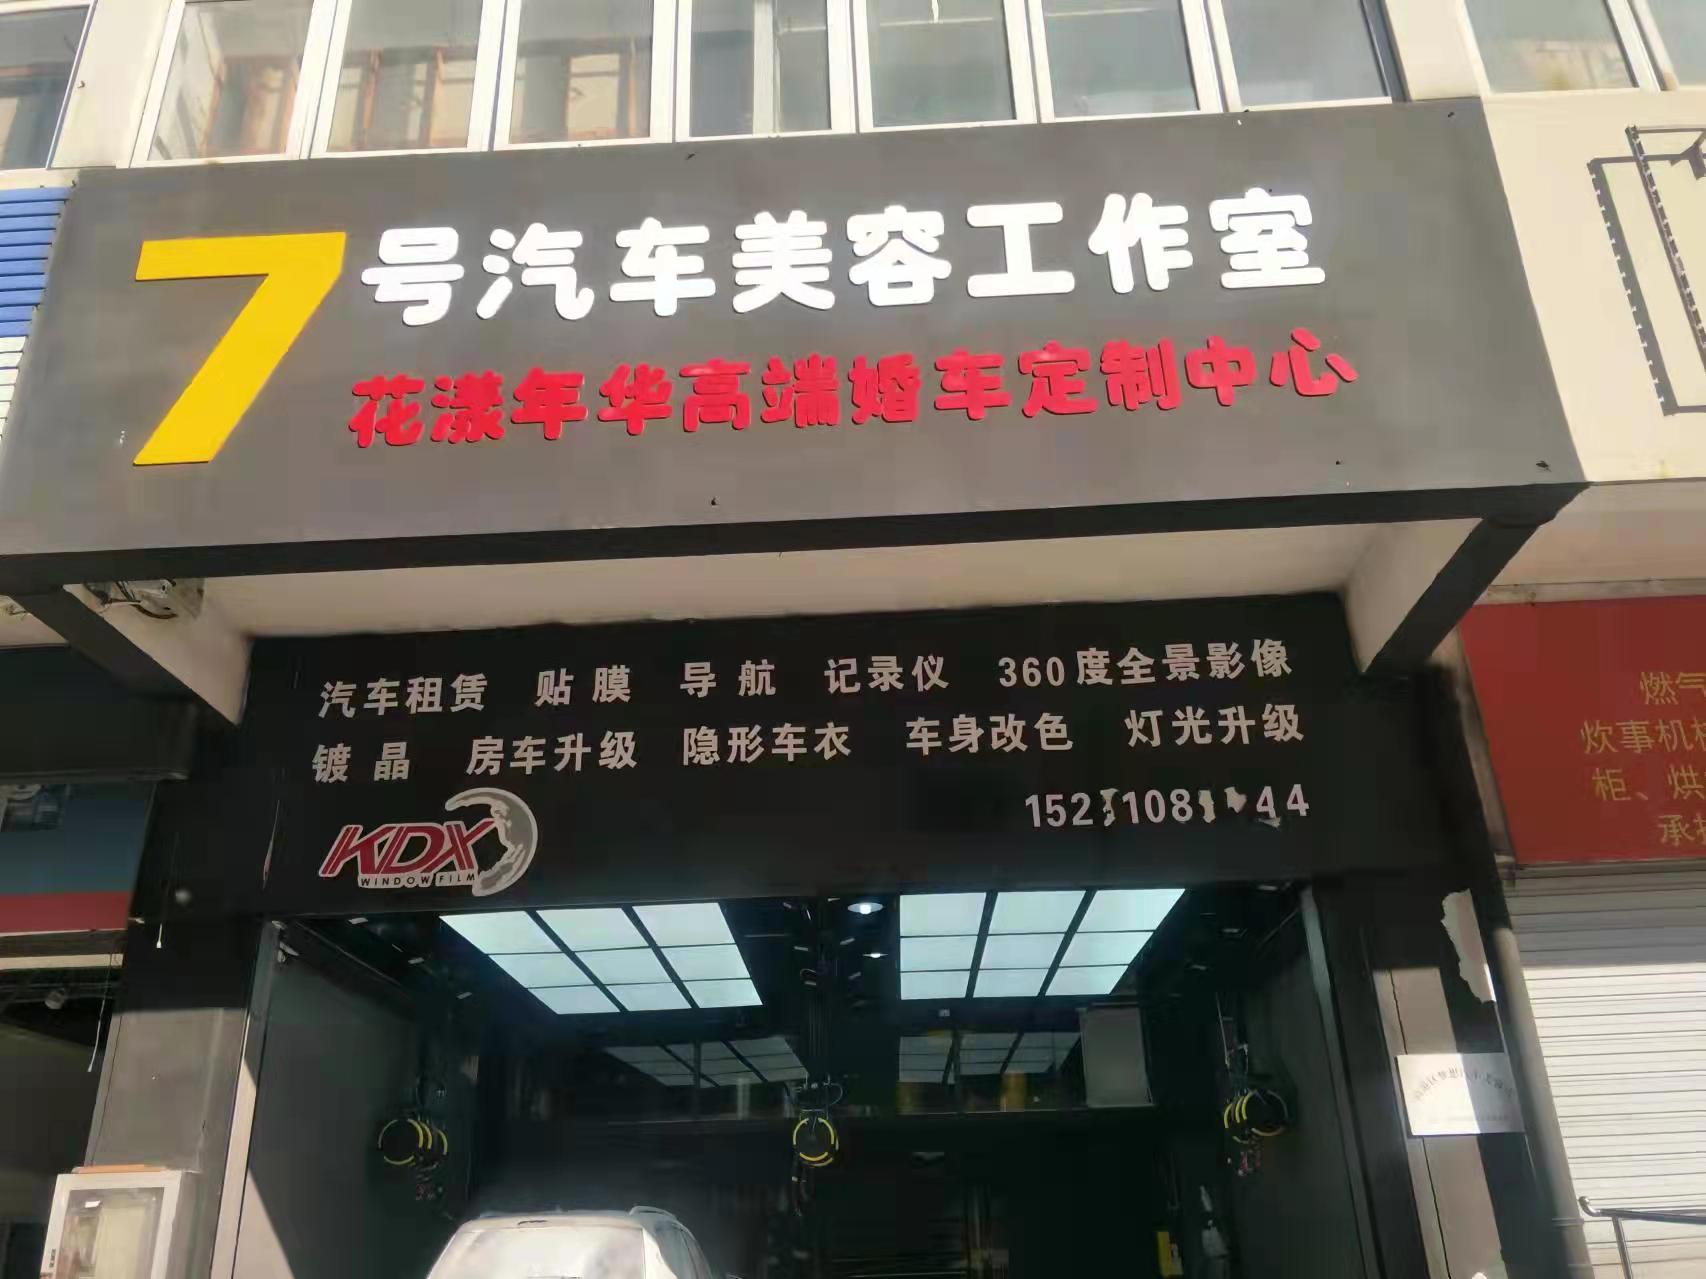 7号汽车美容工作室
花漾年华高端婚车定制中心
汽车租赁 贴膜 导航 记录仪 360度全景影像
镀晶 房车升级 隐形车衣 车身改色 灯光升级
KDX
WINDOW FILM
燃气
炊事机
柜、烘
承